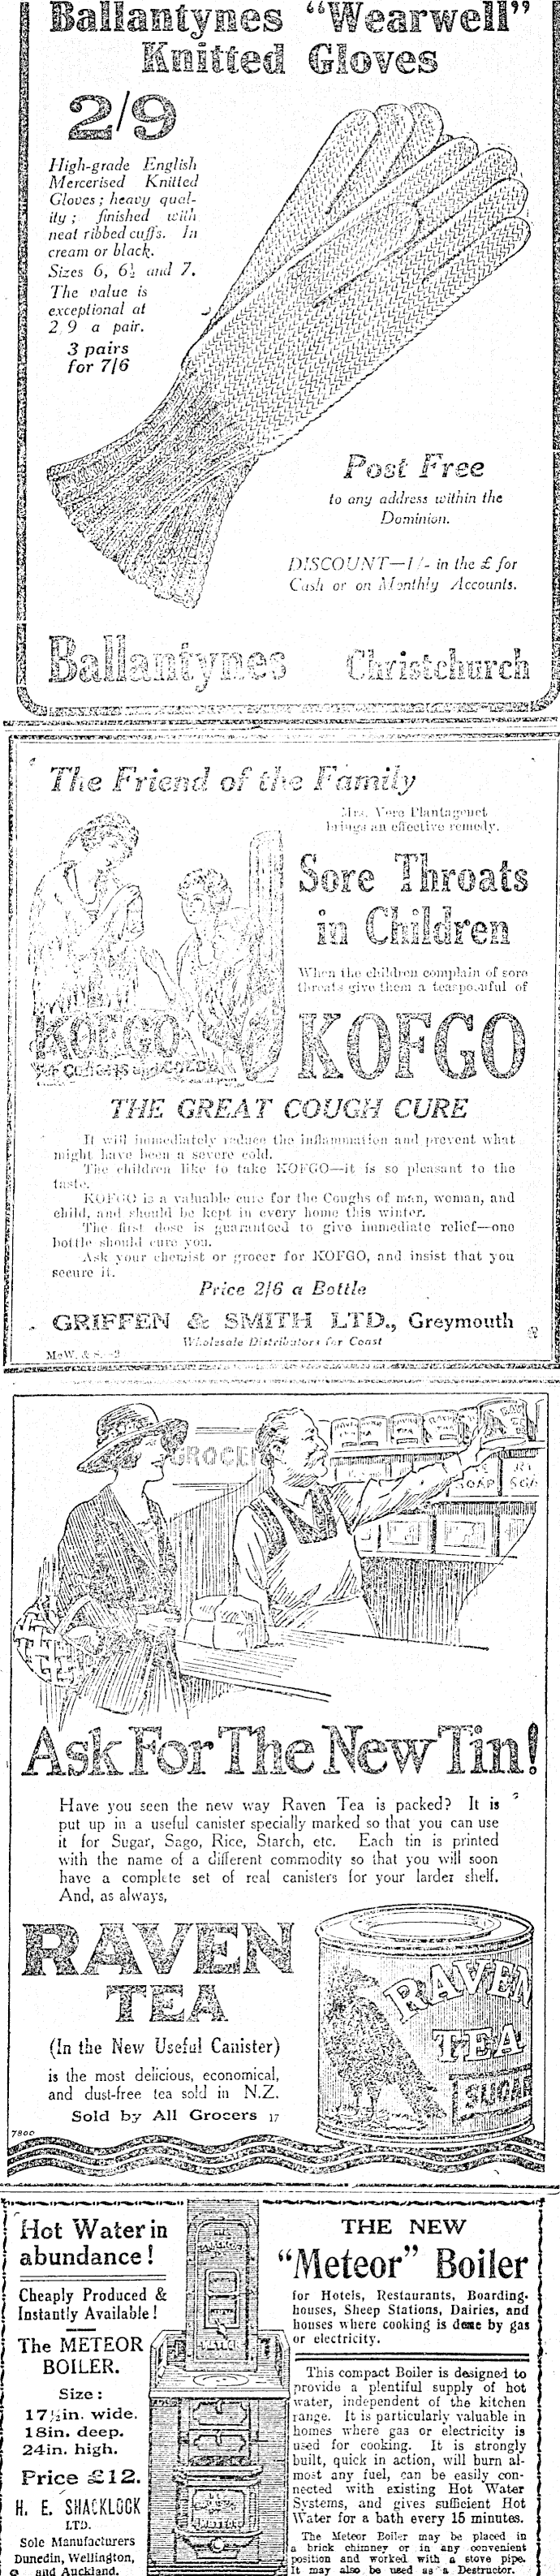 Ballantynes "Wearwell"
Knitted Gloves
2/9
High-grade English
Mercerised Knitted
Gloves; heavy qual-
ity; finished with
neat ribbed cuffs. In
cream or black.
Sizes 6, 6½ and 7.
The value is
exceptional at
2/9 a pair.
3 pairs
for 7/6
Post Free
to any address within the
Dominion.
DISCOUNT—1/- in the £ for
Cash or on Monthly Accounts.
Ballantynes Christchurch
The Friend of the Family
Mrs. Vere Plantagenet
brings an effective remedy.
Sore Throats
in Children
When the children complain of sore
throats give them a teaspoonful of
KOFGO
KOFGO
FOR COUGHS and COLDS
THE GREAT COUGH CURE
It will immediately reduce the inflammation and prevent what
might have been a severe cold.
The children like to take KOFGO—it is so pleasant to the
taste.
KOFGO is a valuable cure for the Coughs of man, woman, and
child, and should be kept in every home this winter.
The first dose is guaranteed to give immediate relief—one
bottle should cure you.
Ask your chemist or grocer for KOFGO, and insist that you
secure it.
Price 2/6 a Bottle
GRIFFEN & SMITH LTD., Greymouth
Wholesale Distributors for Coast
McW. & S.—2
GROCER
SOAP
Ask For The New Tin!
Have you seen the new way Raven Tea is packed? It is
put up in a useful canister specially marked so that you can use
it for Sugar, Sago, Rice, Starch, etc. Each tin is printed
with the name of a different commodity so that you will soon
have a complete set of real canisters for your larder shelf.
And, as always,
RAVEN
TEA
(In the New Useful Canister)
is the most delicious, economical,
and dust-free tea sold in N.Z.
Sold by All Grocers 17
7800
RAVEN
TEA
SUGAR
Hot Water in
abundance!
Cheaply Produced &
Instantly Available!
The METEOR
BOILER.
Size:
17½in. wide.
18in. deep.
24in. high.
Price £12.
H. E. SHACKLOCK
LTD.
Sole Manufacturers
Dunedin, Wellington,
and Auckland.
THE NEW
"Meteor" Boiler
for Hotels, Restaurants, Boarding-
houses, Sheep Stations, Dairies, and
houses where cooking is done by gas
or electricity.
This compact Boiler is designed to
provide a plentiful supply of hot
water, independent of the kitchen
range. It is particularly valuable in
homes where gas or electricity is
used for cooking. It is strongly
built, quick in action, will burn al-
most any fuel, can be easily con-
nected with existing Hot Water
Systems, and gives sufficient Hot
Water for a bath every 15 minutes.
The Meteor Boiler may be placed in
a brick chimney or in any convenient
position and worked with a stove pipe.
It may also be used as a Destructor.